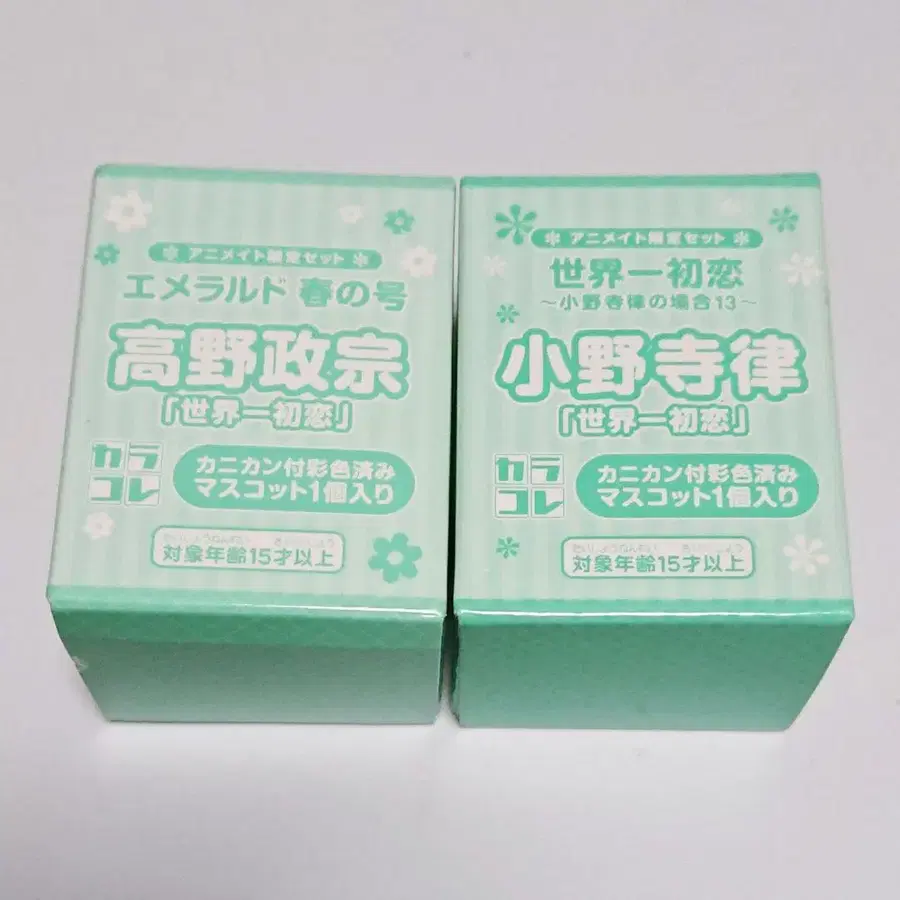 アニメイト限定セット
エメラルド 春の号
高野政宗
「世界一初恋」
カラコレ
カニカン付彩色済み
マスコット1個入り
対象年齢15才以上
アニメイト限定セット
世界一初恋
~小野寺律の場合13~
小野寺律
「世界一初恋」
カラコレ
カニカン付彩色済み
マスコット1個入り
対象年齢15才以上